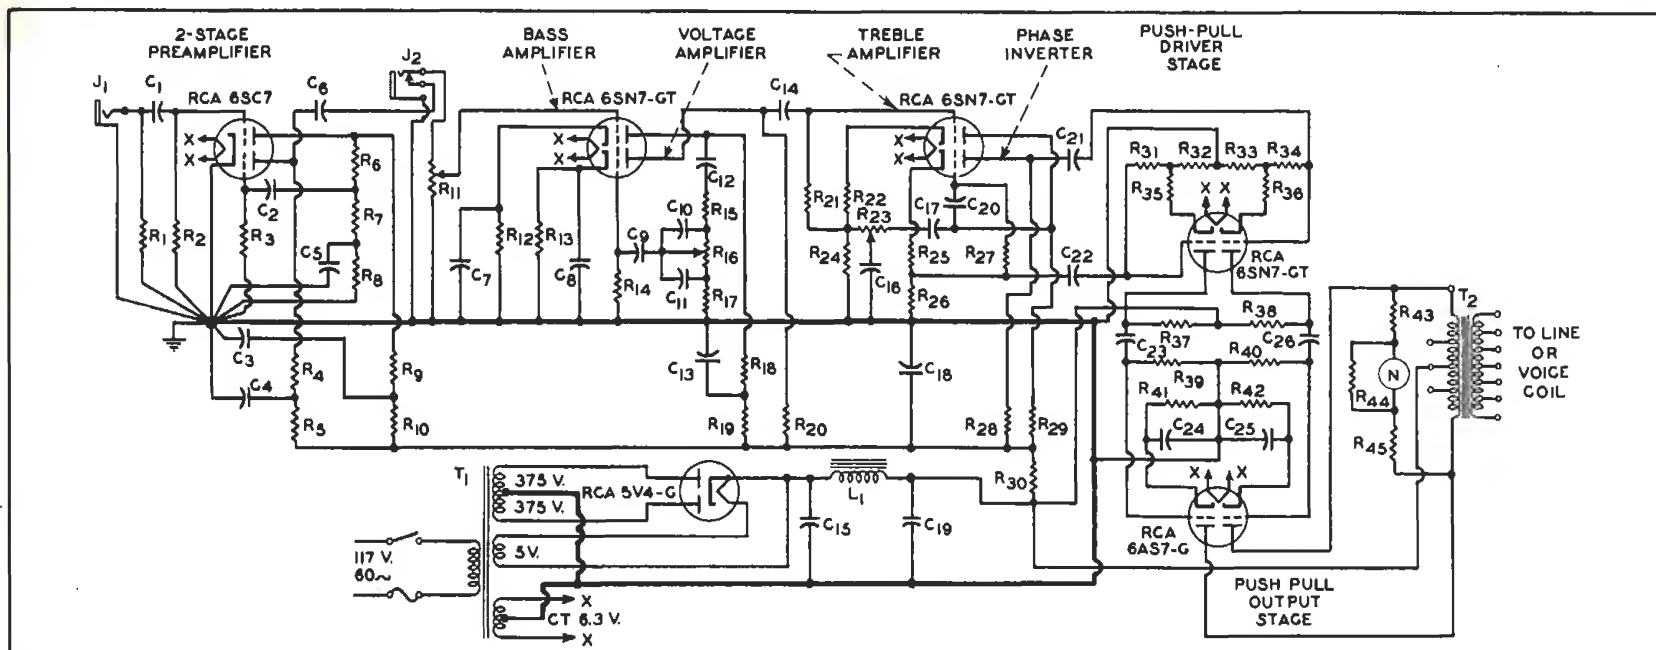 2-STAGE
PREAMPLIFIER
BASS
AMPLIFIER
VOLTAGE
AMPLIFIER
TREBLE
AMPLIFIER
PHASE
INVERTER
PUSH-PULL
DRIVER
STAGE
J1
C1
RCA 6SC7
C6
J2
RCA 6SN7-GT
C14
RCA 6SN7-GT
C21
X
X
R6
R11
X
X
C12
X
X
R31
R32
R33
R34
R35
X X
R36
C2
R7
R1
R2
R3
C5
R8
C7
R12
R13
C8
C9
C10
R15
R16
C11
R14
R17
R21
R22
R23
C17
C20
R24
C16
R25
R27
R26
C22
RCA
6SN7-GT
C3
C4
R4
R5
R9
R10
C13
R18
R19
R20
C18
R28
R29
R30
R37
R38
C23
C26
R39
R40
R41
R42
C24
C25
X X
RCA
6AS7-G
R43
N
R44
R45
T2
TO LINE
OR
VOICE
COIL
T1
375 V.
375 V.
RCA 5V4-G
L1
C15
C19
5V.
117 V.
60~
X
CT 6.3 V.
X
PUSH PULL
OUTPUT
STAGE